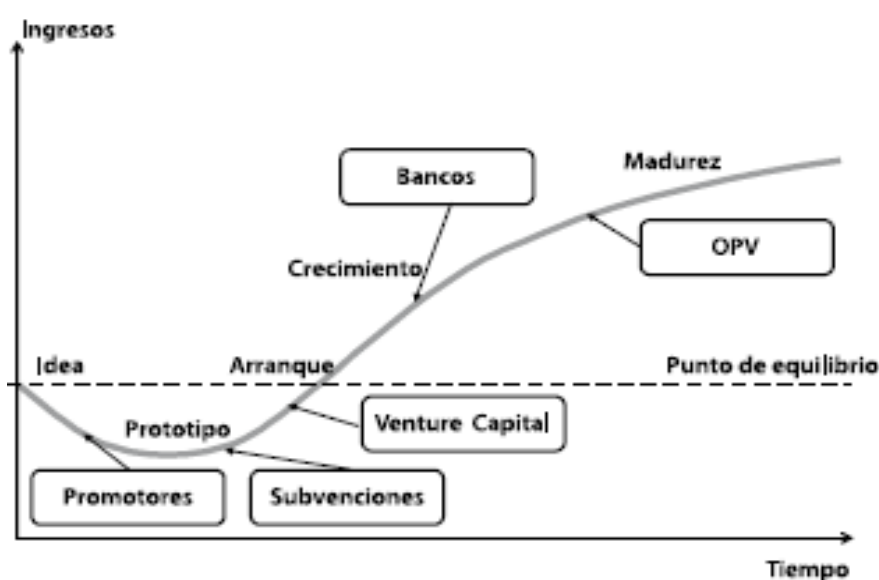 Ingresos
Bancos
Madurez
OPV
Crecimiento
Idea
Arranque
Punto de equilibrio
Prototipo
Venture Capital
Promotores
Subvenciones
Tiempo